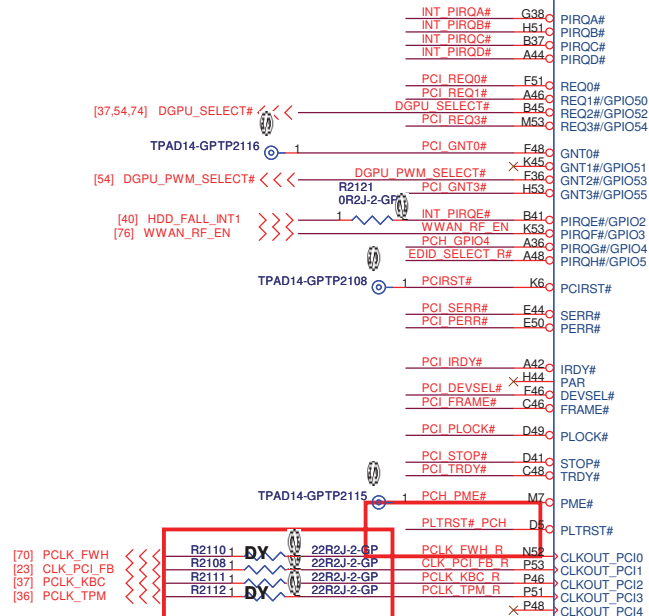 INT_PIRQA# G38 PIRQA#
INT_PIRQB# H51 PIRQB#
INT_PIRQC# B37 PIRQC#
INT_PIRQD# A44 PIRQD#
PCI_REQ0# F51 REQ0#
PCI_REQ1# A46 REQ1#/GPIO50
[37,54,74] DGPU_SELECT# DGPU_SELECT# B45 REQ2#/GPIO52
PCI_REQ3# M53 REQ3#/GPIO54
TPAD14-GPTP2116 1 PCI_GNT0# F48 GNT0#
K45 GNT1#/GPIO51
[54] DGPU_PWM_SELECT# DGPU_PWM_SELECT# F36 GNT2#/GPIO53
R2121 PCI_GNT3# H53 GNT3#/GPIO55
0R2J-2-GP
[40] HDD_FALL_INT1 1 INT_PIRQE# B41 PIRQE#/GPIO2
[76] WWAN_RF_EN WWAN_RF_EN K53 PIRQF#/GPIO3
PCH_GPIO4 A36 PIRQG#/GPIO4
EDID_SELECT_R# A48 PIRQH#/GPIO5
TPAD14-GPTP2108 1 PCIRST# K6 PCIRST#
PCI_SERR# E44 SERR#
PCI_PERR# E50 PERR#
PCI_IRDY# A42 IRDY#
H44 PAR
PCI_DEVSEL# F46 DEVSEL#
PCI_FRAME# C46 FRAME#
PCI_PLOCK# D49 PLOCK#
PCI_STOP# D41 STOP#
PCI_TRDY# C48 TRDY#
TPAD14-GPTP2115 1 PCH_PME# M7 PME#
PLTRST#_PCH D5 PLTRST#
[70] PCLK_FWH R2110 1 DY 22R2J-2-GP PCLK_FWH_R N52 CLKOUT_PCI0
[23] CLK_PCI_FB R2108 1 22R2J-2-GP CLK_PCI_FB_R P53 CLKOUT_PCI1
[37] PCLK_KBC R2111 1 22R2J-2-GP PCLK_KBC_R P46 CLKOUT_PCI2
[36] PCLK_TPM R2112 1 DY 22R2J-2-GP PCLK_TPM_R P51 CLKOUT_PCI3
P48 CLKOUT_PCI4